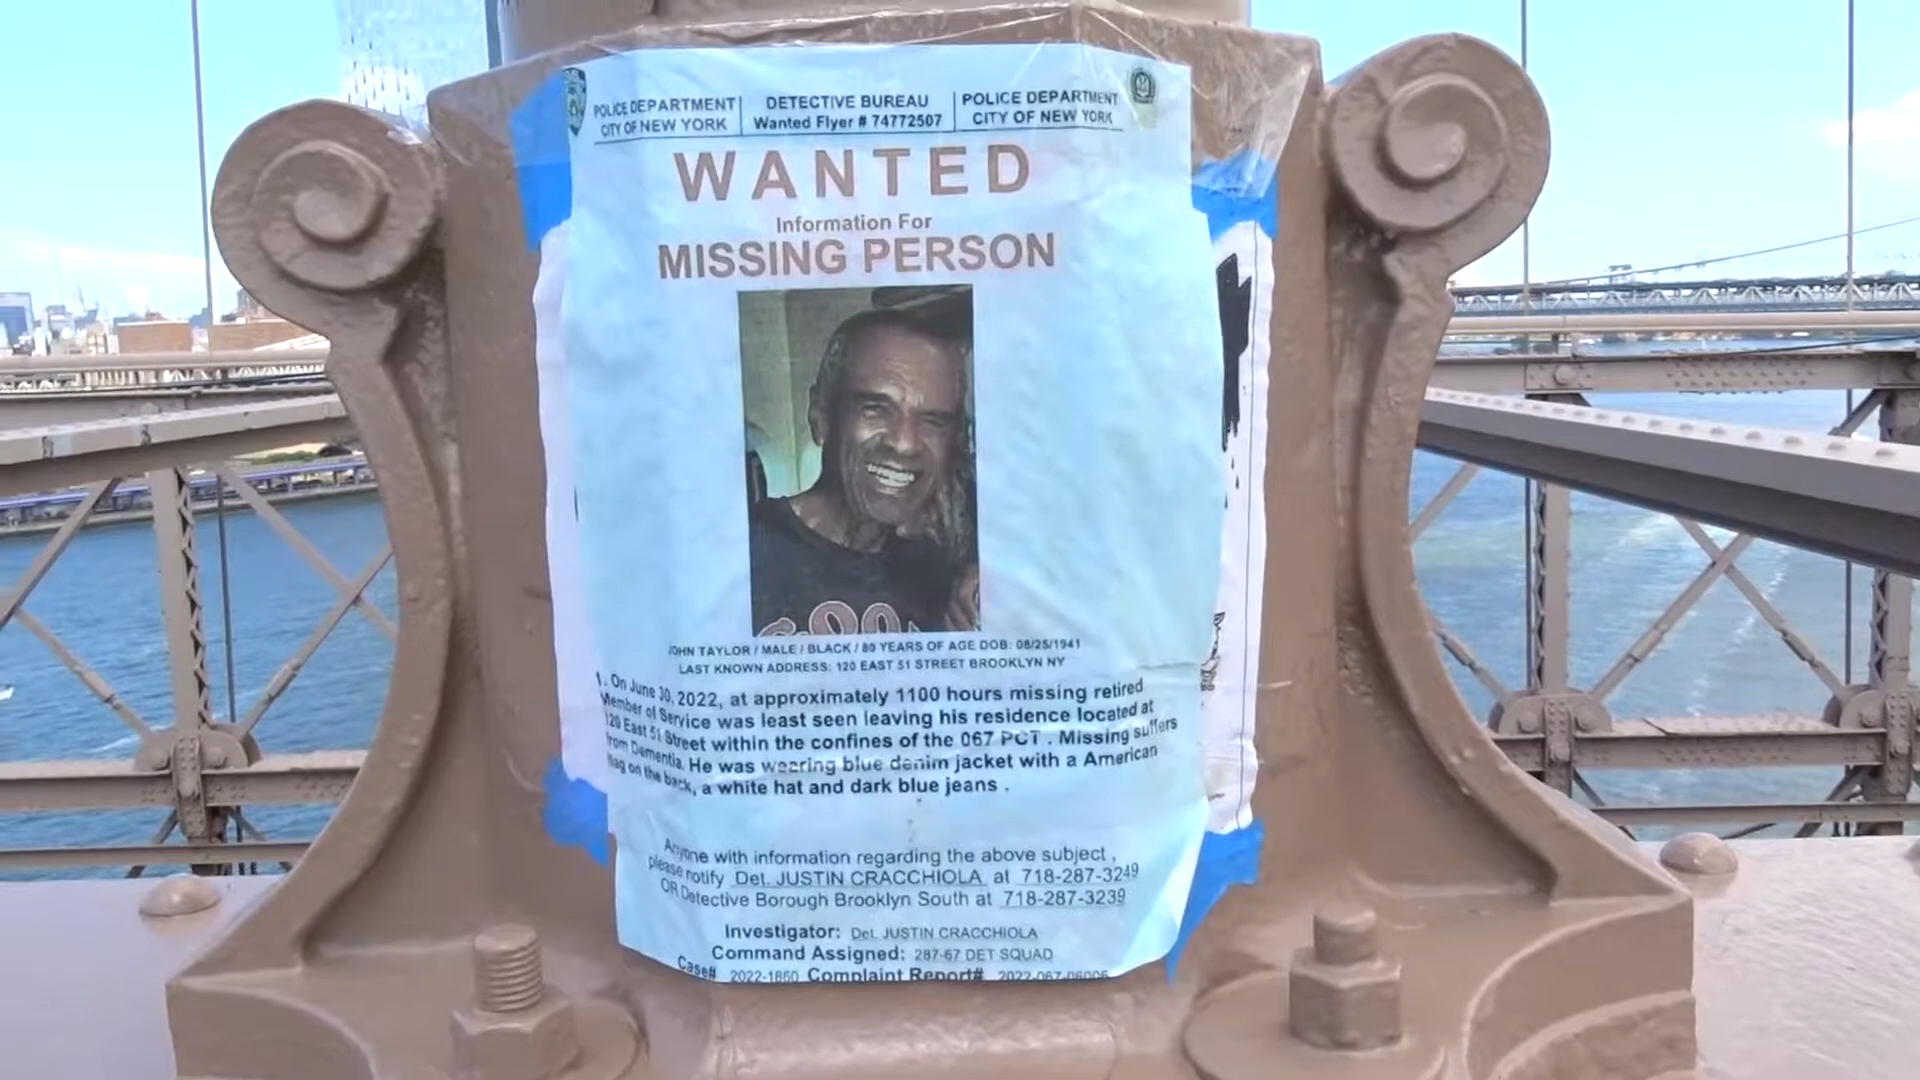 POLICE DEPARTMENT
CITY OF NEW YORK
DETECTIVE BUREAU
Wanted Flyer # 74772507
POLICE DEPARTMENT
CITY OF NEW YORK
WANTED
Information For
MISSING PERSON
JOHN TAYLOR / MALE / BLACK / 80 YEARS OF AGE DOB: 08/25/1941
LAST KNOWN ADDRESS: 120 EAST 51 STREET BROOKLYN NY
1. On June 30, 2022, at approximately 1100 hours missing retired
Member of Service was least seen leaving his residence located at
120 East 51 Street within the confines of the 067 PCT . Missing suffers
from Dementia. He was wearing blue denim jacket with a American
flag on the back, a white hat and dark blue jeans .
Anyone with information regarding the above subject ,
please notify Det. JUSTIN CRACCHIOLA at 718-287-3249
OR Detective Borough Brooklyn South at 718-287-3239
Investigator: Det. JUSTIN CRACCHIOLA
Command Assigned: 287-67 DET SQUAD
Case# 2022-1860 Complaint Report# 2022-067-06006